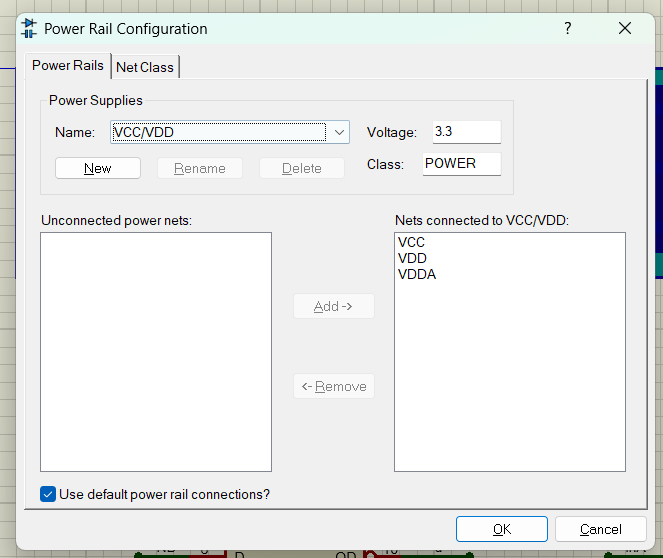 Power Rail Configuration ?
Power Rails Net Class
Power Supplies
Name: VCC/VDD Voltage: 3.3
New Rename Delete Class: POWER
Unconnected power nets: Nets connected to VCC/VDD:
VCC
VDD
VDDA
Add ->
<- Remove
Use default power rail connections?
OK Cancel